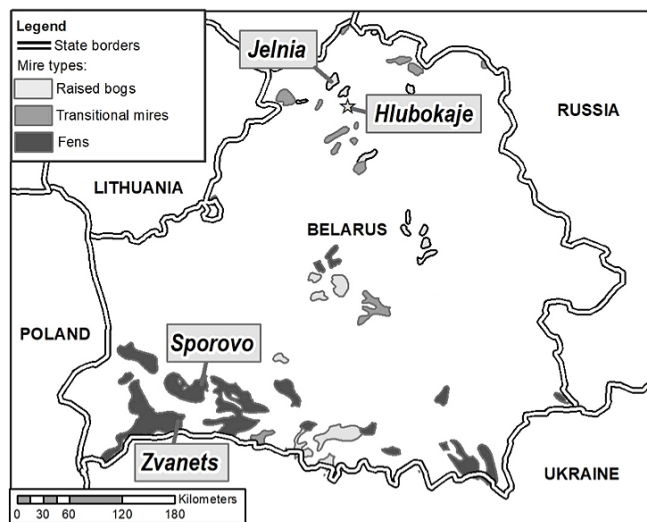 Legend
State borders
Mire types:
Raised bogs
Transitional mires
Fens
Jelnia
Hlubokaje
RUSSIA
LITHUANIA
BELARUS
POLAND
Sporovo
Zvanets
UKRAINE
Kilometers
0 30 60 120 180